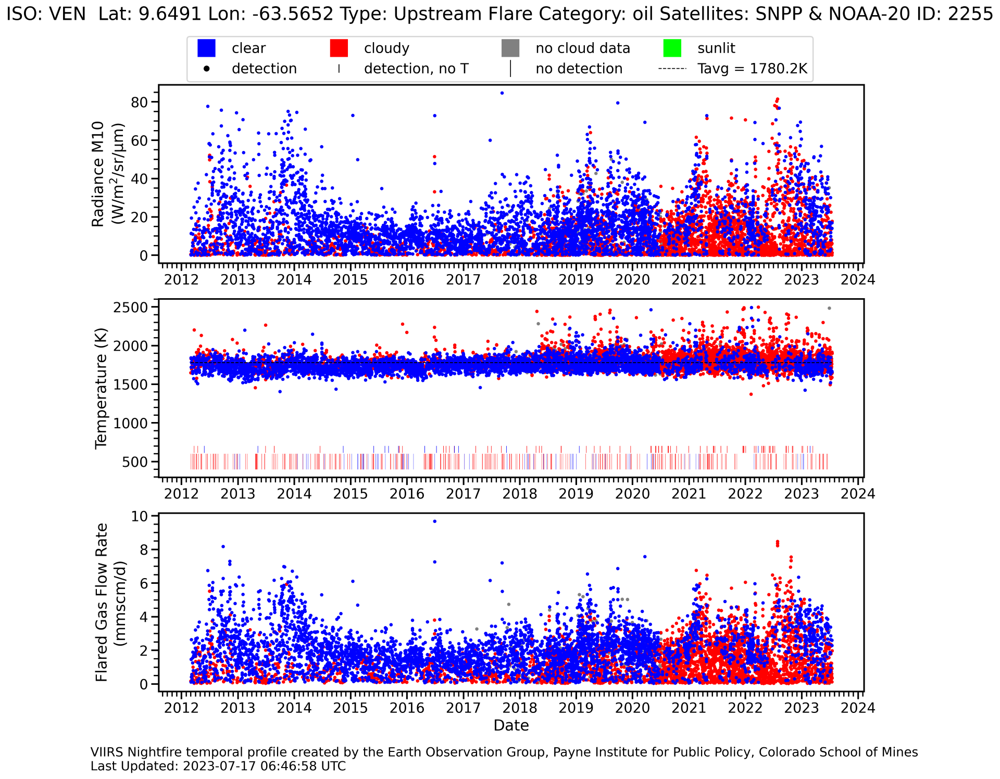 ISO: VEN  Lat: 9.6491 Lon: -63.5652 Type: Upstream Flare Category: oil Satellites: SNPP & NOAA-20 ID: 2255
clear cloudy no cloud data sunlit
detection detection, no T no detection Tavg = 1780.2K
Radiance M10
(W/m²/sr/μm)
80
60
40
20
0
2012 2013 2014 2015 2016 2017 2018 2019 2020 2021 2022 2023 2024
Temperature (K)
2500
2000
1500
1000
500
2012 2013 2014 2015 2016 2017 2018 2019 2020 2021 2022 2023 2024
Flared Gas Flow Rate
(mmscm/d)
10
8
6
4
2
0
2012 2013 2014 2015 2016 2017 2018 2019 2020 2021 2022 2023 2024
Date
VIIRS Nightfire temporal profile created by the Earth Observation Group, Payne Institute for Public Policy, Colorado School of Mines
Last Updated: 2023-07-17 06:46:58 UTC